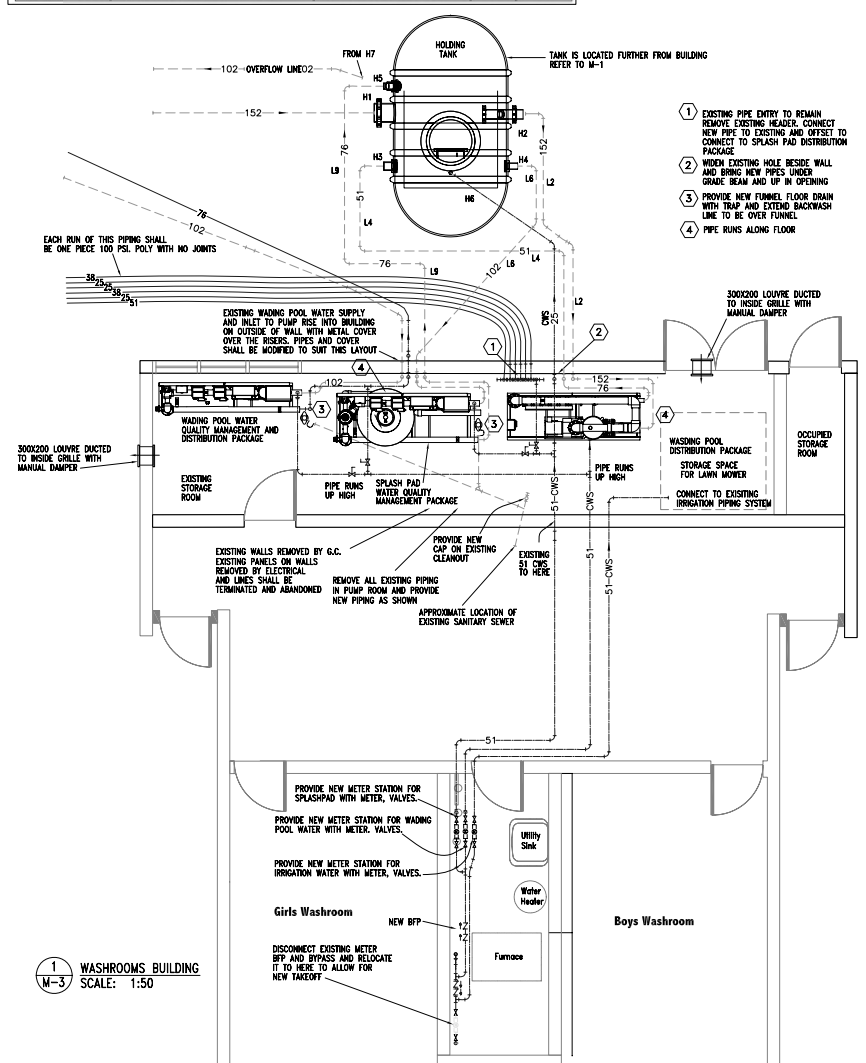 HOLDING
TANK
FROM H7
TANK IS LOCATED FURTHER FROM BUILDING
REFER TO M-1
102 OVERFLOW LINE 102
H5
H1
152
H2
152
H3
H4
L6
L2
H6
76
L9
51
L4
1 EXISTING PIPE ENTRY TO REMAIN
REMOVE EXISTING HEADER. CONNECT
NEW PIPE TO EXISTING AND OFFSET TO
CONNECT TO SPLASH PAD DISTRIBUTION
PACKAGE
2 WIDEN EXISTING HOLE BESIDE WALL
AND BRING NEW PIPES UNDER
GRADE BEAM AND UP IN OPENING
3 PROVIDE NEW FUNNEL FLOOR DRAIN
WITH TRAP AND EXTEND BACKWASH
LINE TO BE OVER FUNNEL
4 PIPE RUNS ALONG FLOOR
76
102
EACH RUN OF THIS PIPING SHALL
BE ONE PIECE 100 PSI. POLY WITH NO JOINTS
51
L4
76
L9
102
L6
L2
38
25
25
38
25
51
CWS
25
EXISTING WADING POOL WATER SUPPLY
AND INLET TO PUMP RISE INTO BIUILDING
ON OUTSIDE OF WALL WITH METAL COVER
OVER THE RISERS. PIPES AND COVER
SHALL BE MODIFIED TO SUIT THIS LAYOUT
300X200 LOUVRE DUCTED
TO INSIDE GRILLE WITH
MANUAL DAMPER
1
2
4
102
152
76
3
3
4
WADING POOL WATER
QUALITY MANAGEMENT AND
DISTRIBUTION PACKAGE
300X200 LOUVRE DUCTED
TO INSIDE GRILLE WITH
MANUAL DAMPER
WASDING POOL
DISTRIBUTION PACKAGE
STORAGE SPACE
FOR LAWN MOWER
OCCUPIED
STORAGE
ROOM
EXISTING
STORAGE
ROOM
PIPE RUNS
UP HIGH
SPLASH PAD
WATER QUALITY
MANAGEMENT PACKAGE
PIPE RUNS
UP HIGH
CONNECT TO EXISITING
IRRIGATION PIPING SYSTEM
51-CWS
51-CWS
51-CWS
EXISTING WALLS REMOVED BY G.C.
EXISTING PANELS ON WALLS
REMOVED BY ELECTRICAL
AND LINES SHALL BE
TERMINATED AND ABANDONED
PROVIDE NEW
CAP ON EXISTING
CLEANOUT
EXISTING
51 CWS
TO HERE
REMOVE ALL EXISTING PIPING
IN PUMP ROOM AND PROVIDE
NEW PIPING AS SHOWN
APPROXIMATE LOCATION OF
EXISTING SANITARY SEWER
51
PROVIDE NEW METER STATION FOR
SPLASHPAD WITH METER, VALVES.
PROVIDE NEW METER STATION FOR WADING
POOL WATER WITH METER. VALVES.
PROVIDE NEW METER STATION FOR
IRRIGATION WATER WITH METER, VALVES.
Utility
Sink
Water
Heater
Girls Washroom
NEW BFP
Boys Washroom
DISCONNECT EXISTING METER
BFP AND BYPASS AND RELOCATE
IT TO HERE TO ALLOW FOR
NEW TAKEOFF
Furnace
1
M-3
WASHROOMS BUILDING
SCALE: 1:50